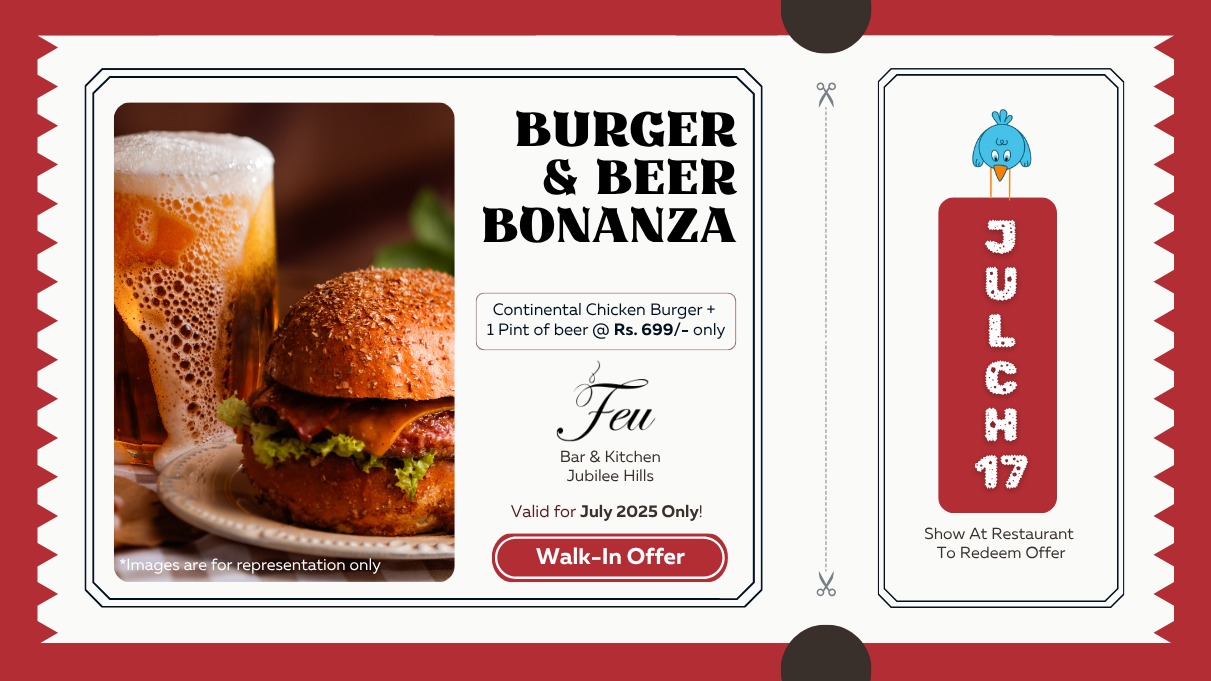 BURGER
& BEER
BONANZA
Continental Chicken Burger +
1 Pint of beer @ Rs. 699/- only
Feu
Bar & Kitchen
Jubilee Hills
Valid for July 2025 Only!
Walk-In Offer
*Images are for representation only
J
U
L
C
H
17
Show At Restaurant
To Redeem Offer